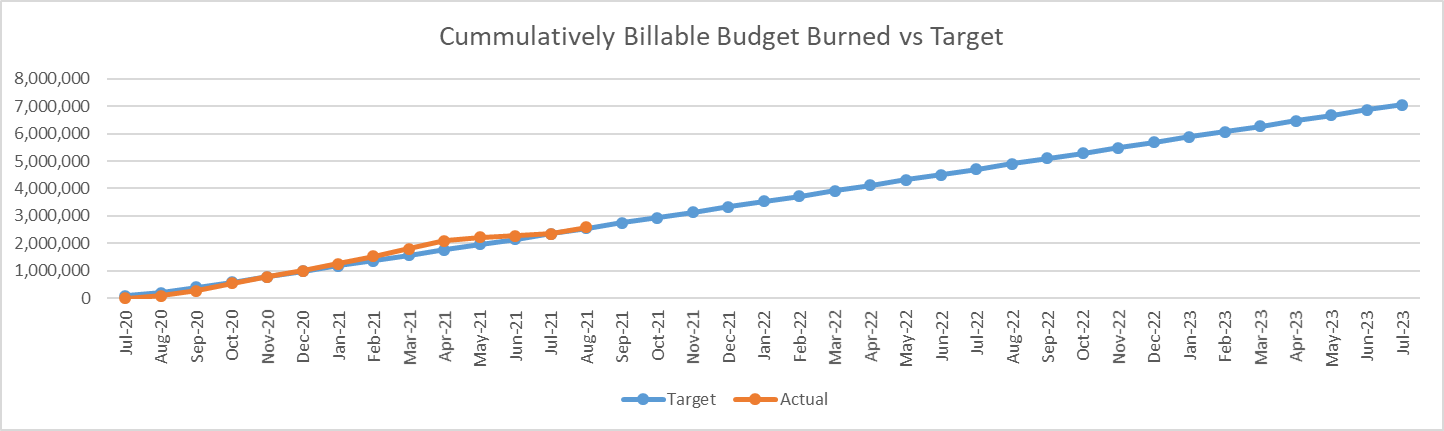 Cummulatively Billable Budget Burned vs Target
8,000,000
7,000,000
6,000,000
5,000,000
4,000,000
3,000,000
2,000,000
1,000,000
0
Jul-20
Aug-20
Sep-20
Oct-20
Nov-20
Dec-20
Jan-21
Feb-21
Mar-21
Apr-21
May-21
Jun-21
Jul-21
Aug-21
Sep-21
Oct-21
Nov-21
Dec-21
Jan-22
Feb-22
Mar-22
Apr-22
May-22
Jun-22
Jul-22
Aug-22
Sep-22
Oct-22
Nov-22
Dec-22
Jan-23
Feb-23
Mar-23
Apr-23
May-23
Jun-23
Jul-23
Target Actual